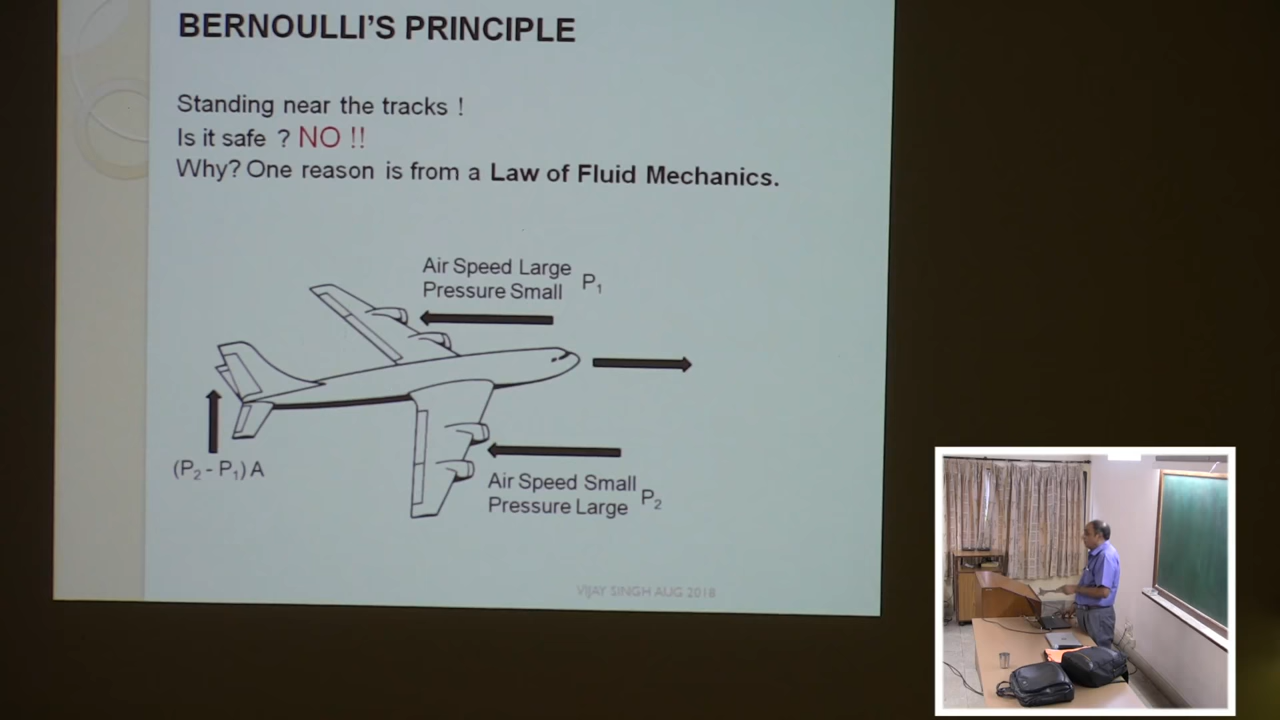 BERNOULLI'S PRINCIPLE
Standing near the tracks !
Is it safe ? NO !!
Why? One reason is from a Law of Fluid Mechanics.
Air Speed Large
Pressure Small P₁
(P₂ - P₁) A
Air Speed Small
Pressure Large P₂
VIJAY SINGH AUG 2018